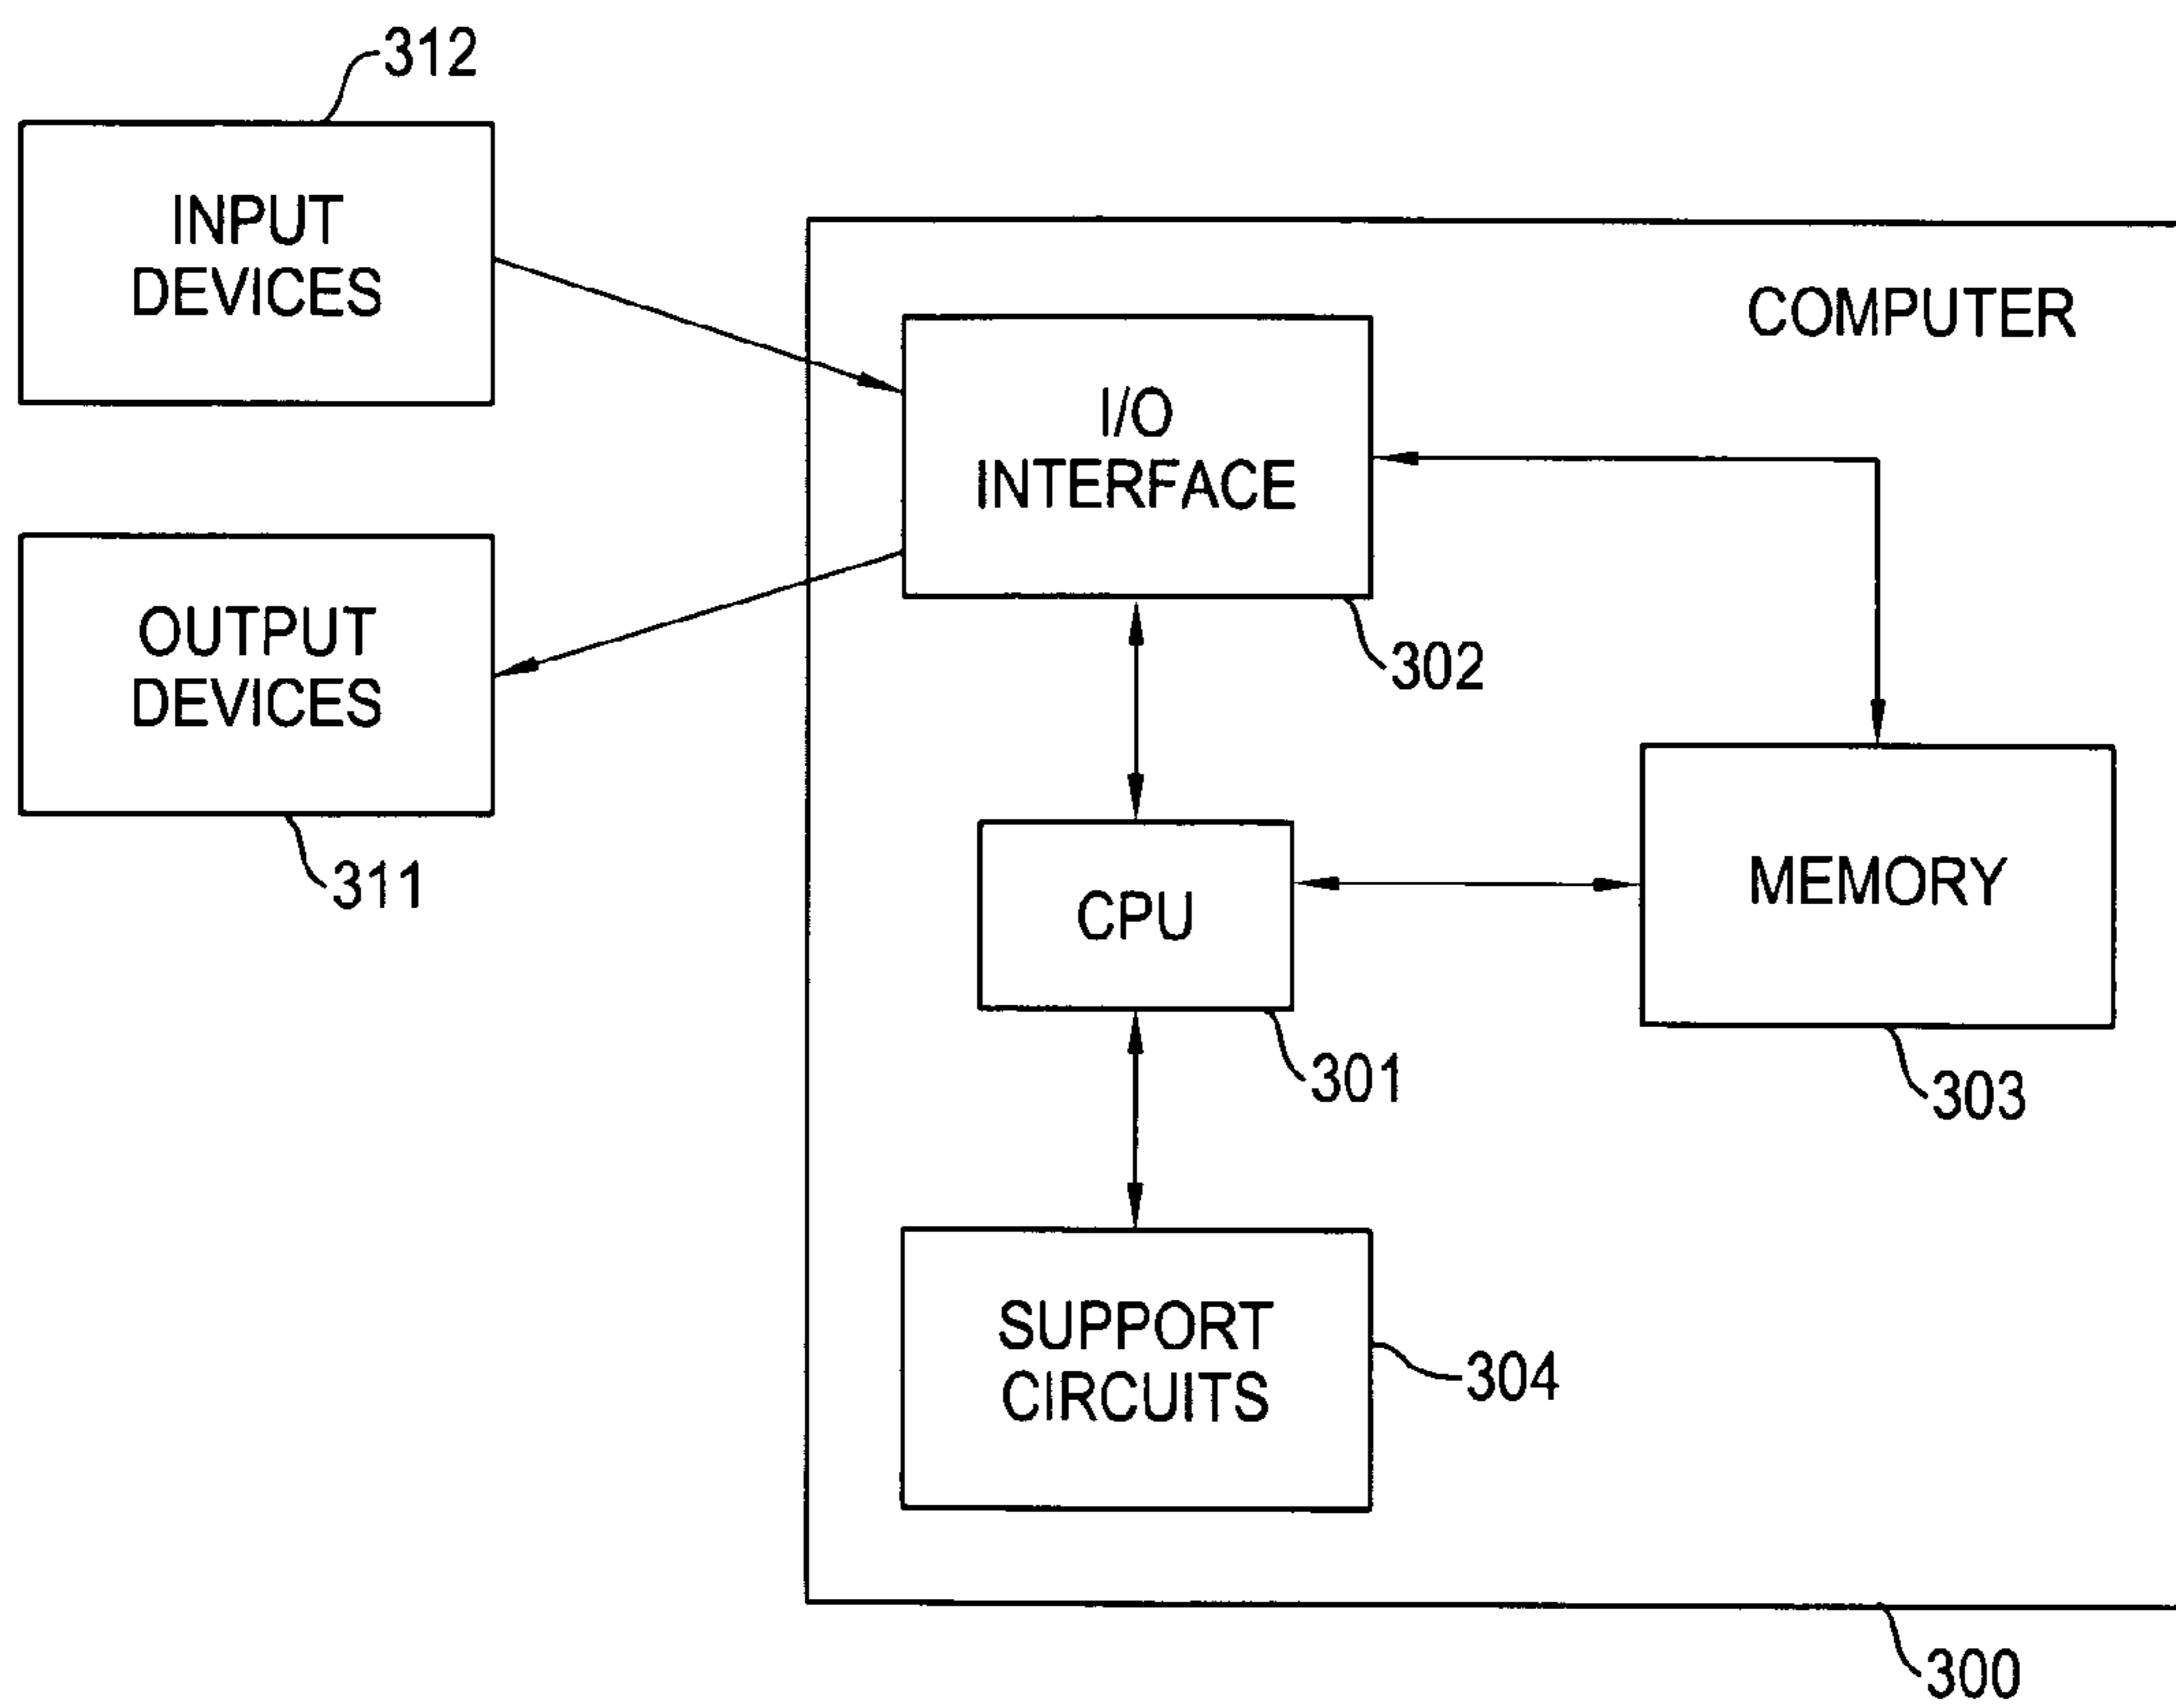 312
INPUT
DEVICES
COMPUTER
I/O
INTERFACE
302
OUTPUT
DEVICES
311
CPU
301
MEMORY
303
SUPPORT
CIRCUITS
304
300